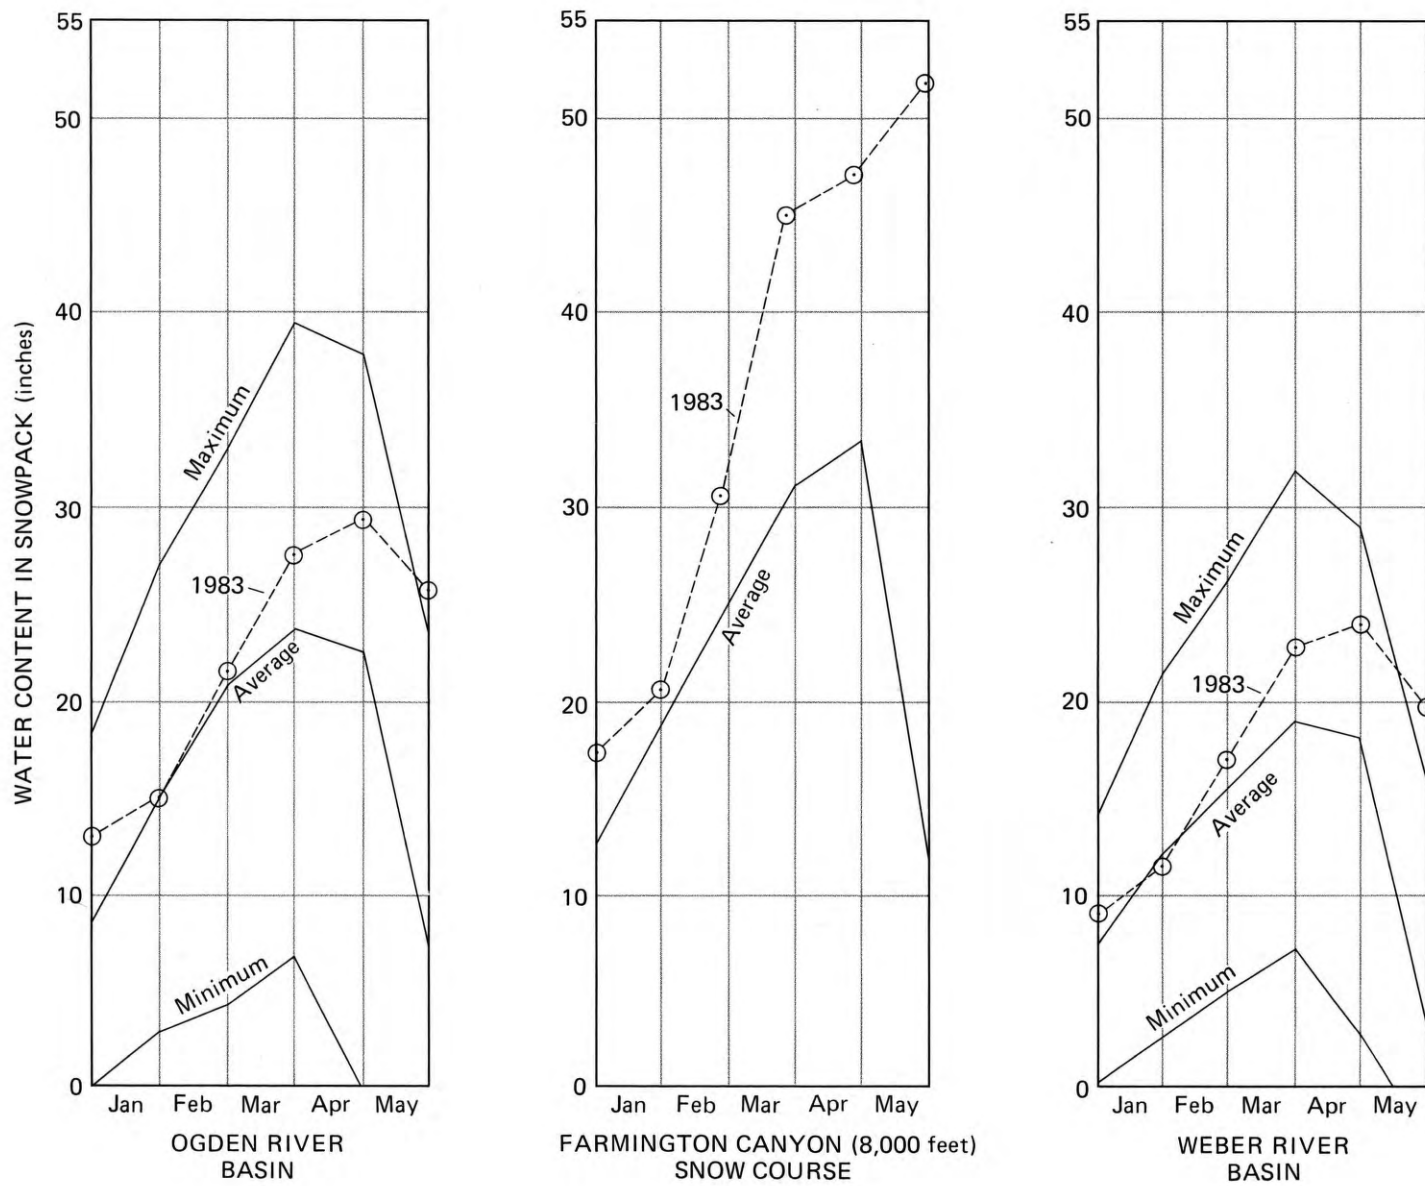 WATER CONTENT IN SNOWPACK (inches)
55
50
40
30
20
10
0
Maximum
1983
Average
Minimum
Jan Feb Mar Apr May
OGDEN RIVER
BASIN
55
50
40
30
20
10
0
1983
Average
Jan Feb Mar Apr May
FARMINGTON CANYON (8,000 feet)
SNOW COURSE
55
50
40
30
20
10
0
Maximum
1983
Average
Minimum
Jan Feb Mar Apr May
WEBER RIVER
BASIN